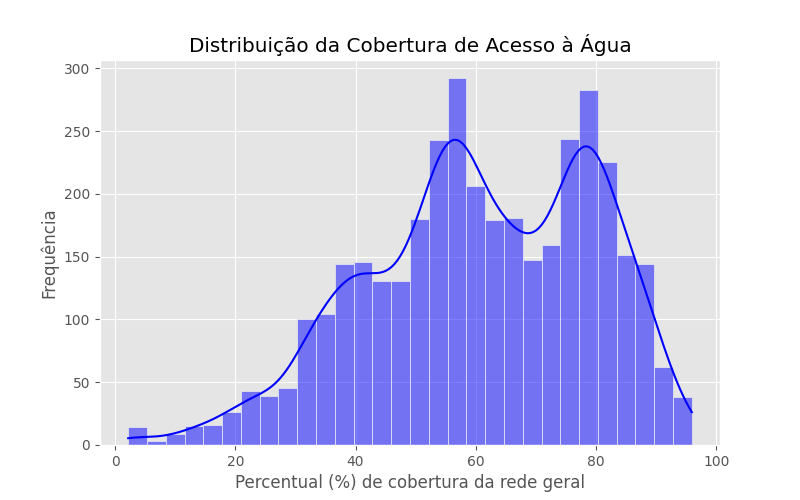 Distribuição da Cobertura de Acesso à Água
300
250
200
150
100
50
0
Frequência
0 20 40 60 80 100
Percentual (%) de cobertura da rede geral